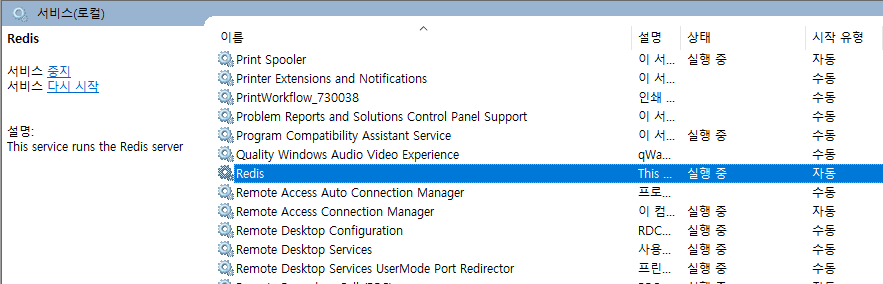 서비스(로컬)
Redis
서비스 중지
서비스 다시 시작
설명:
This service runs the Redis server
이름 설명 상태 시작 유형
Print Spooler 이 서... 실행 중 자동
Printer Extensions and Notifications 이 서... 수동
PrintWorkflow_730038 인쇄 ... 수동
Problem Reports and Solutions Control Panel Support 이 서... 수동
Program Compatibility Assistant Service 이 서... 실행 중 수동
Quality Windows Audio Video Experience qWa... 수동
Redis This ... 실행 중 자동
Remote Access Auto Connection Manager 프로... 수동
Remote Access Connection Manager 이 컴... 실행 중 자동
Remote Desktop Configuration RDC... 실행 중 수동
Remote Desktop Services 사용... 실행 중 수동
Remote Desktop Services UserMode Port Redirector 프린... 실행 중 수동